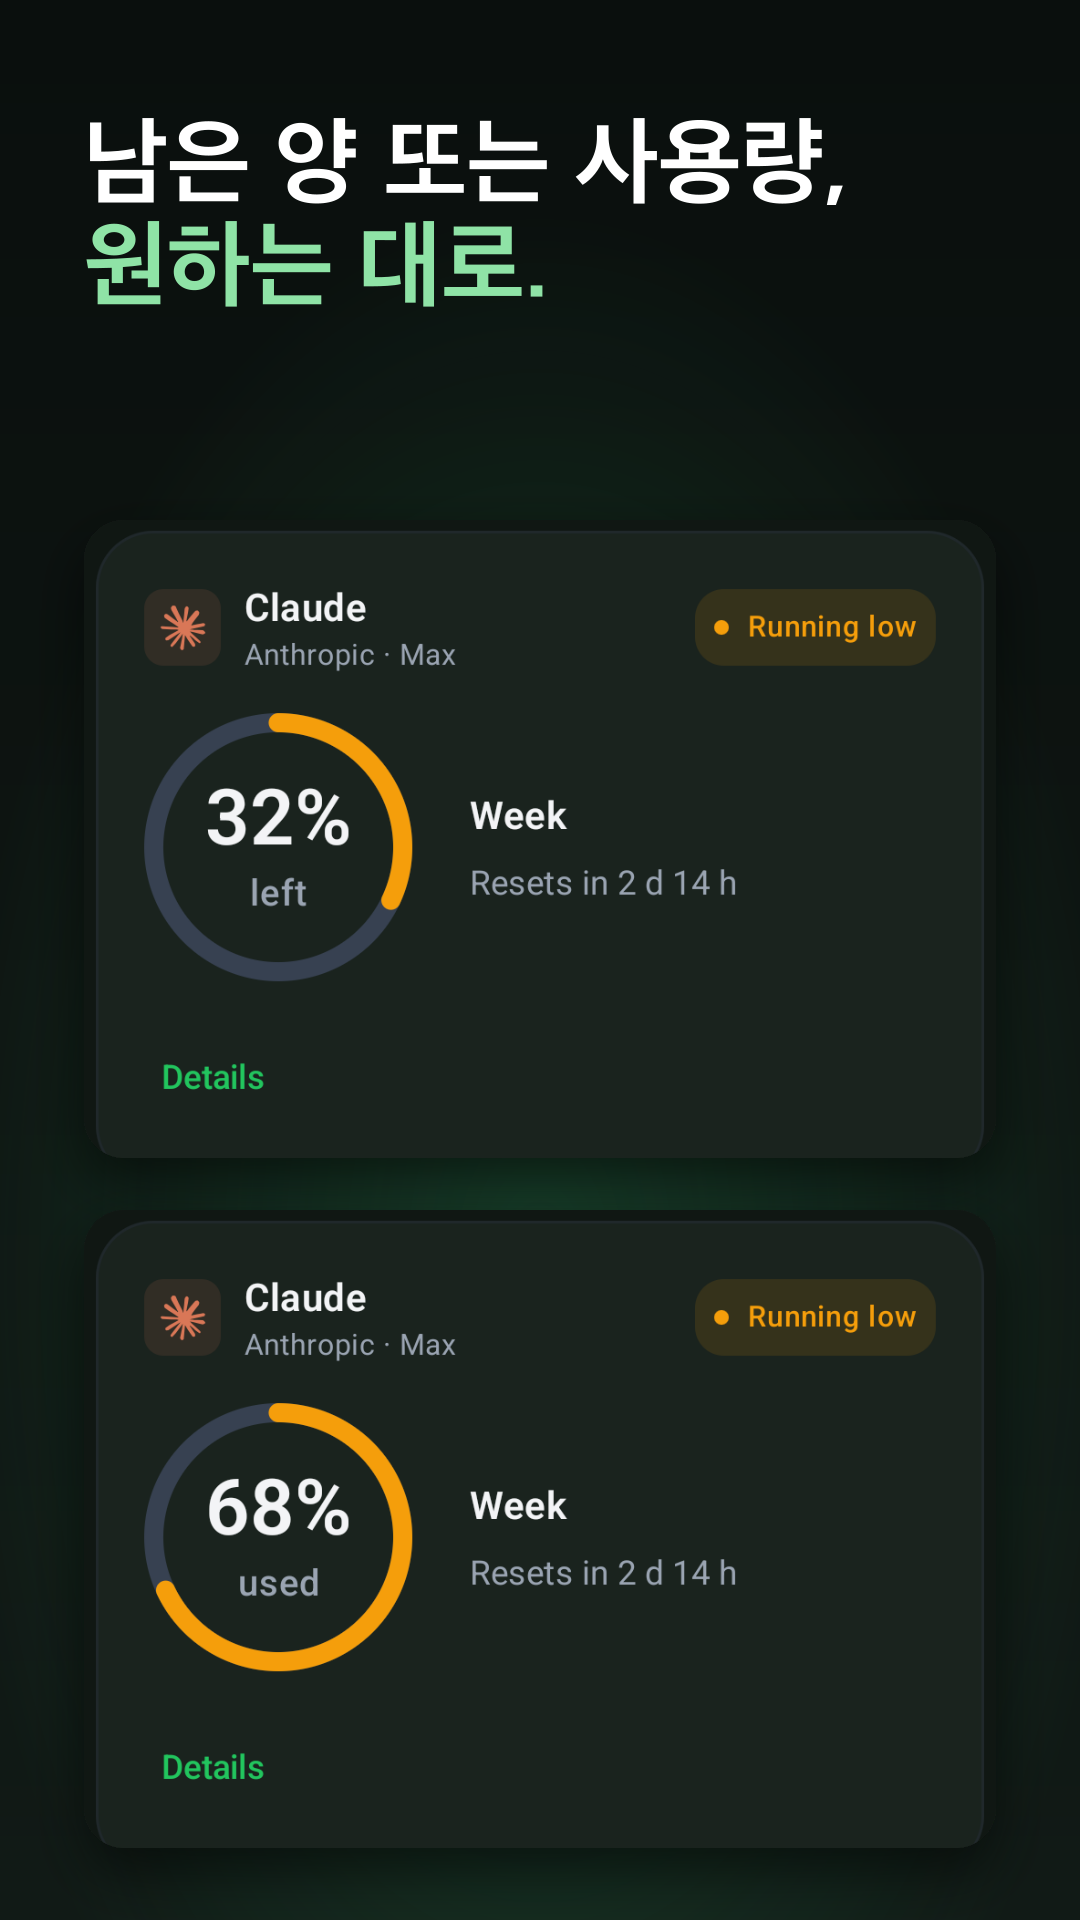 남은 양 또는 사용량,
원하는 대로.
Claude
Anthropic · Max
Running low
32%
left
Week
Resets in 2 d 14 h
Details
Claude
Anthropic · Max
Running low
68%
used
Week
Resets in 2 d 14 h
Details